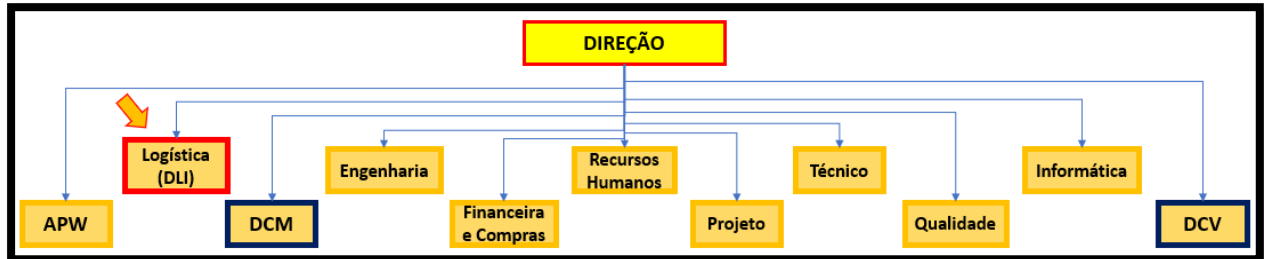 DIREÇÃO
Logística
(DLI)
Engenharia
Recursos
Humanos
Técnico
Informática
APW
DCM
Financeira
e Compras
Projeto
Qualidade
DCV